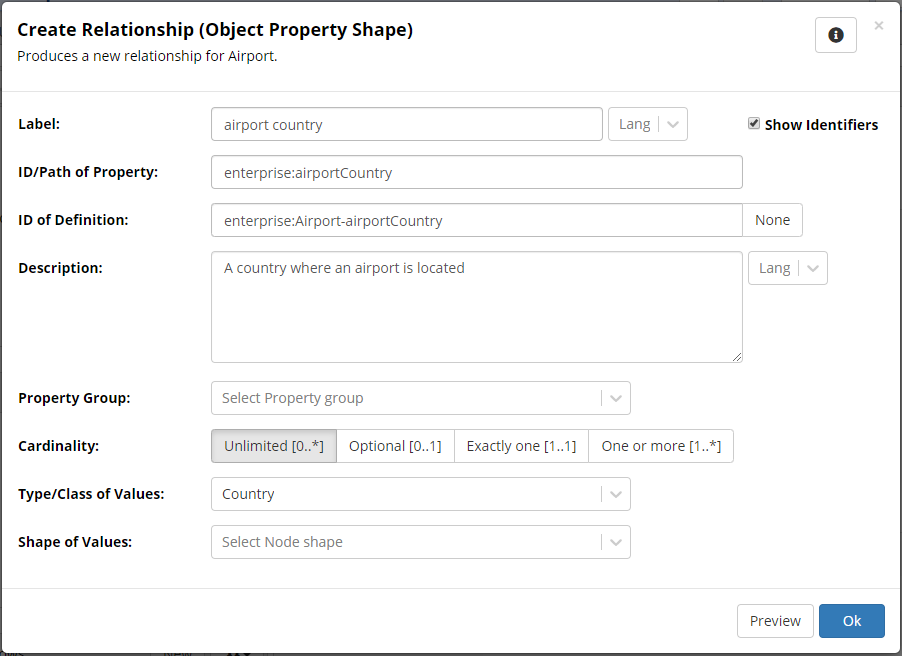 Create Relationship (Object Property Shape)
Produces a new relationship for Airport.
×
Label:
airport country
Lang
Show Identifiers
ID/Path of Property:
enterprise:airportCountry
ID of Definition:
enterprise:Airport-airportCountry
None
Description:
A country where an airport is located
Lang
Property Group:
Select Property group
Cardinality:
Unlimited [0..*]
Optional [0..1]
Exactly one [1..1]
One or more [1..*]
Type/Class of Values:
Country
Shape of Values:
Select Node shape
Preview
Ok